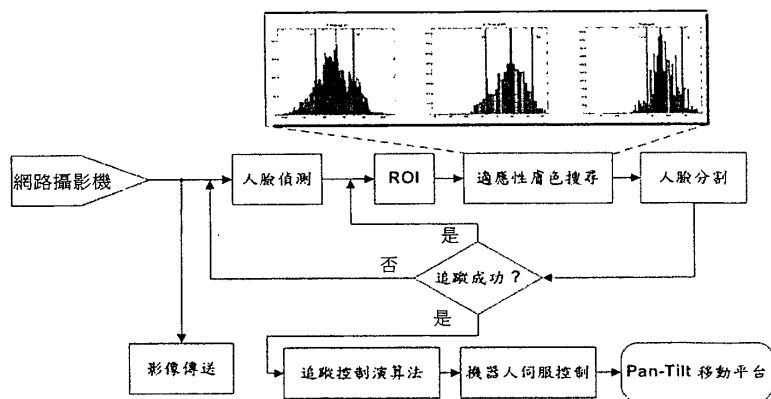 網路攝影機
人臉偵測
ROI
適應性膚色搜尋
人臉分割
是
否
追蹤成功？
是
影像傳送
追蹤控制演算法
機器人伺服控制
Pan-Tilt 移動平台